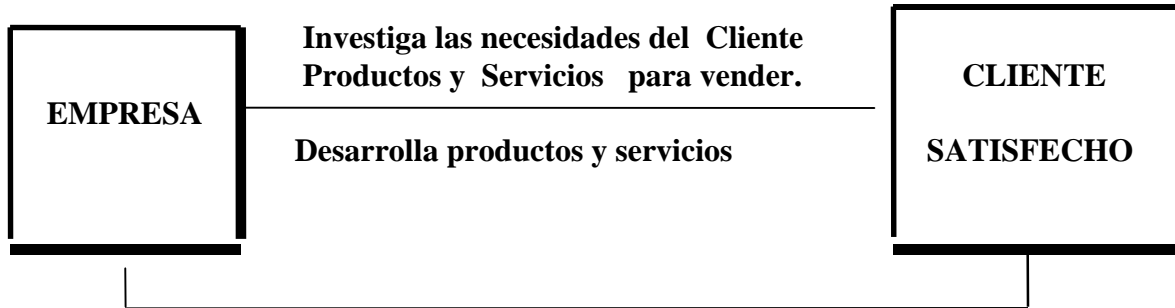 EMPRESA
Investiga las necesidades del Cliente
Productos y Servicios para vender.
Desarrolla productos y servicios
CLIENTE
SATISFECHO